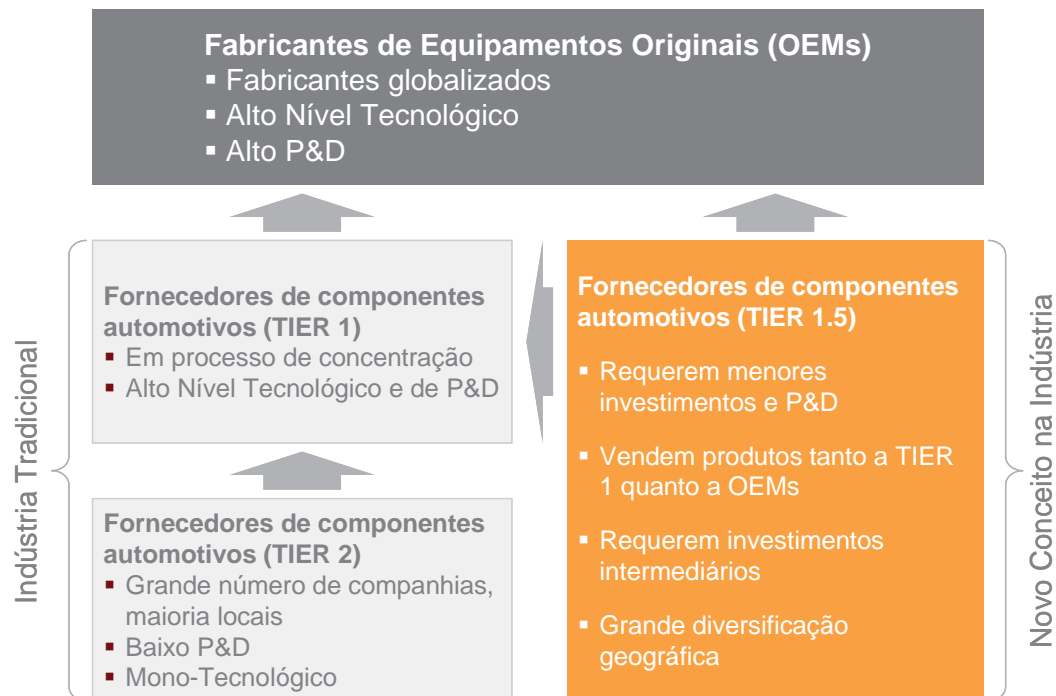 Fabricantes de Equipamentos Originais (OEMs)
▪ Fabricantes globalizados
▪ Alto Nível Tecnológico
▪ Alto P&D
Indústria Tradicional
Fornecedores de componentes
automotivos (TIER 1)
▪ Em processo de concentração
▪ Alto Nível Tecnológico e de P&D
Fornecedores de componentes
automotivos (TIER 2)
▪ Grande número de companhias,
maioria locais
▪ Baixo P&D
▪ Mono-Tecnológico
Fornecedores de componentes
automotivos (TIER 1.5)
▪ Requerem menores
investimentos e P&D
▪ Vendem produtos tanto a TIER
1 quanto a OEMs
▪ Requerem investimentos
intermediários
▪ Grande diversificação
geográfica
Novo Conceito na Indústria